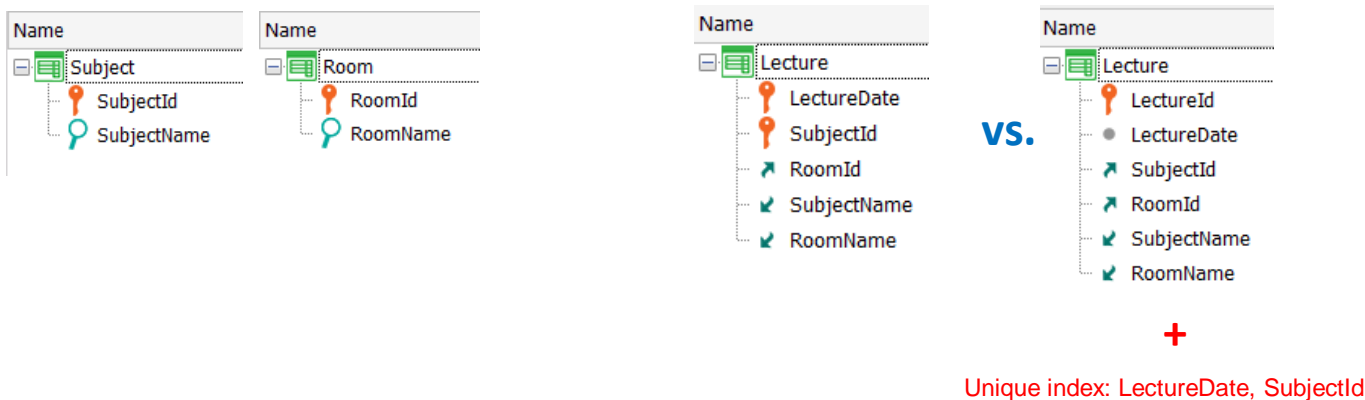 Name
Subject
SubjectId
SubjectName
Name
Room
RoomId
RoomName
Name
Lecture
LectureDate
SubjectId
RoomId
SubjectName
RoomName
vs.
Name
Lecture
LectureId
LectureDate
SubjectId
RoomId
SubjectName
RoomName
+
Unique index: LectureDate, SubjectId